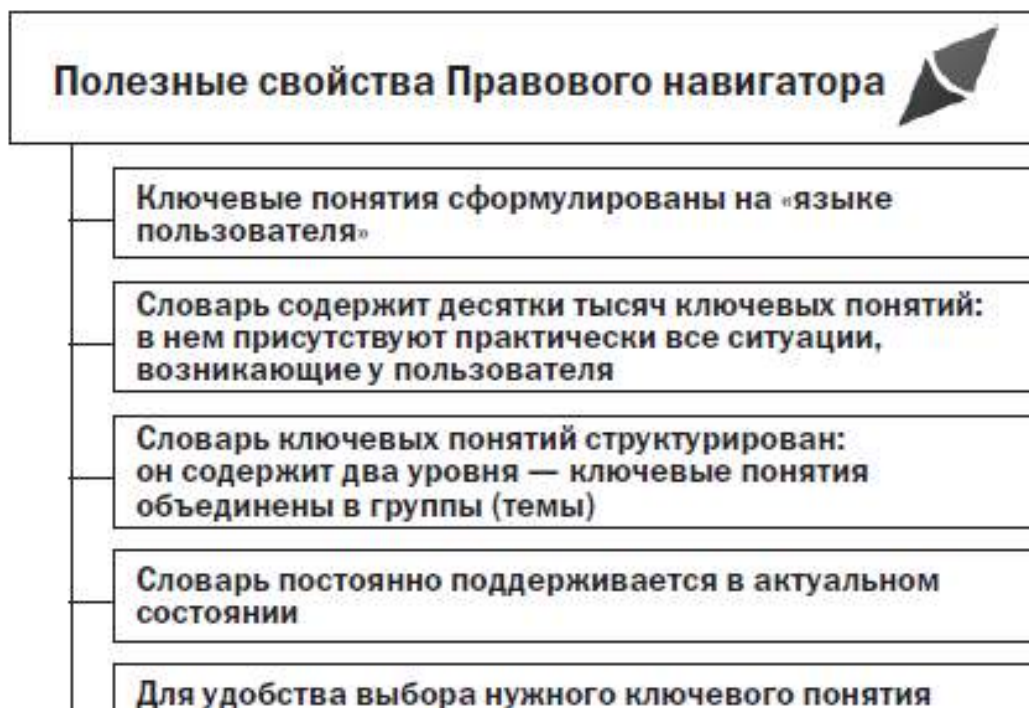 Полезные свойства Правового навигатора
Ключевые понятия сформулированы на «языке
пользователя»
Словарь содержит десятки тысяч ключевых понятий:
в нем присутствуют практически все ситуации,
возникающие у пользователя
Словарь ключевых понятий структурирован:
он содержит два уровня — ключевые понятия
объединены в группы (темы)
Словарь постоянно поддерживается в актуальном
состоянии
Для удобства выбора нужного ключевого понятия